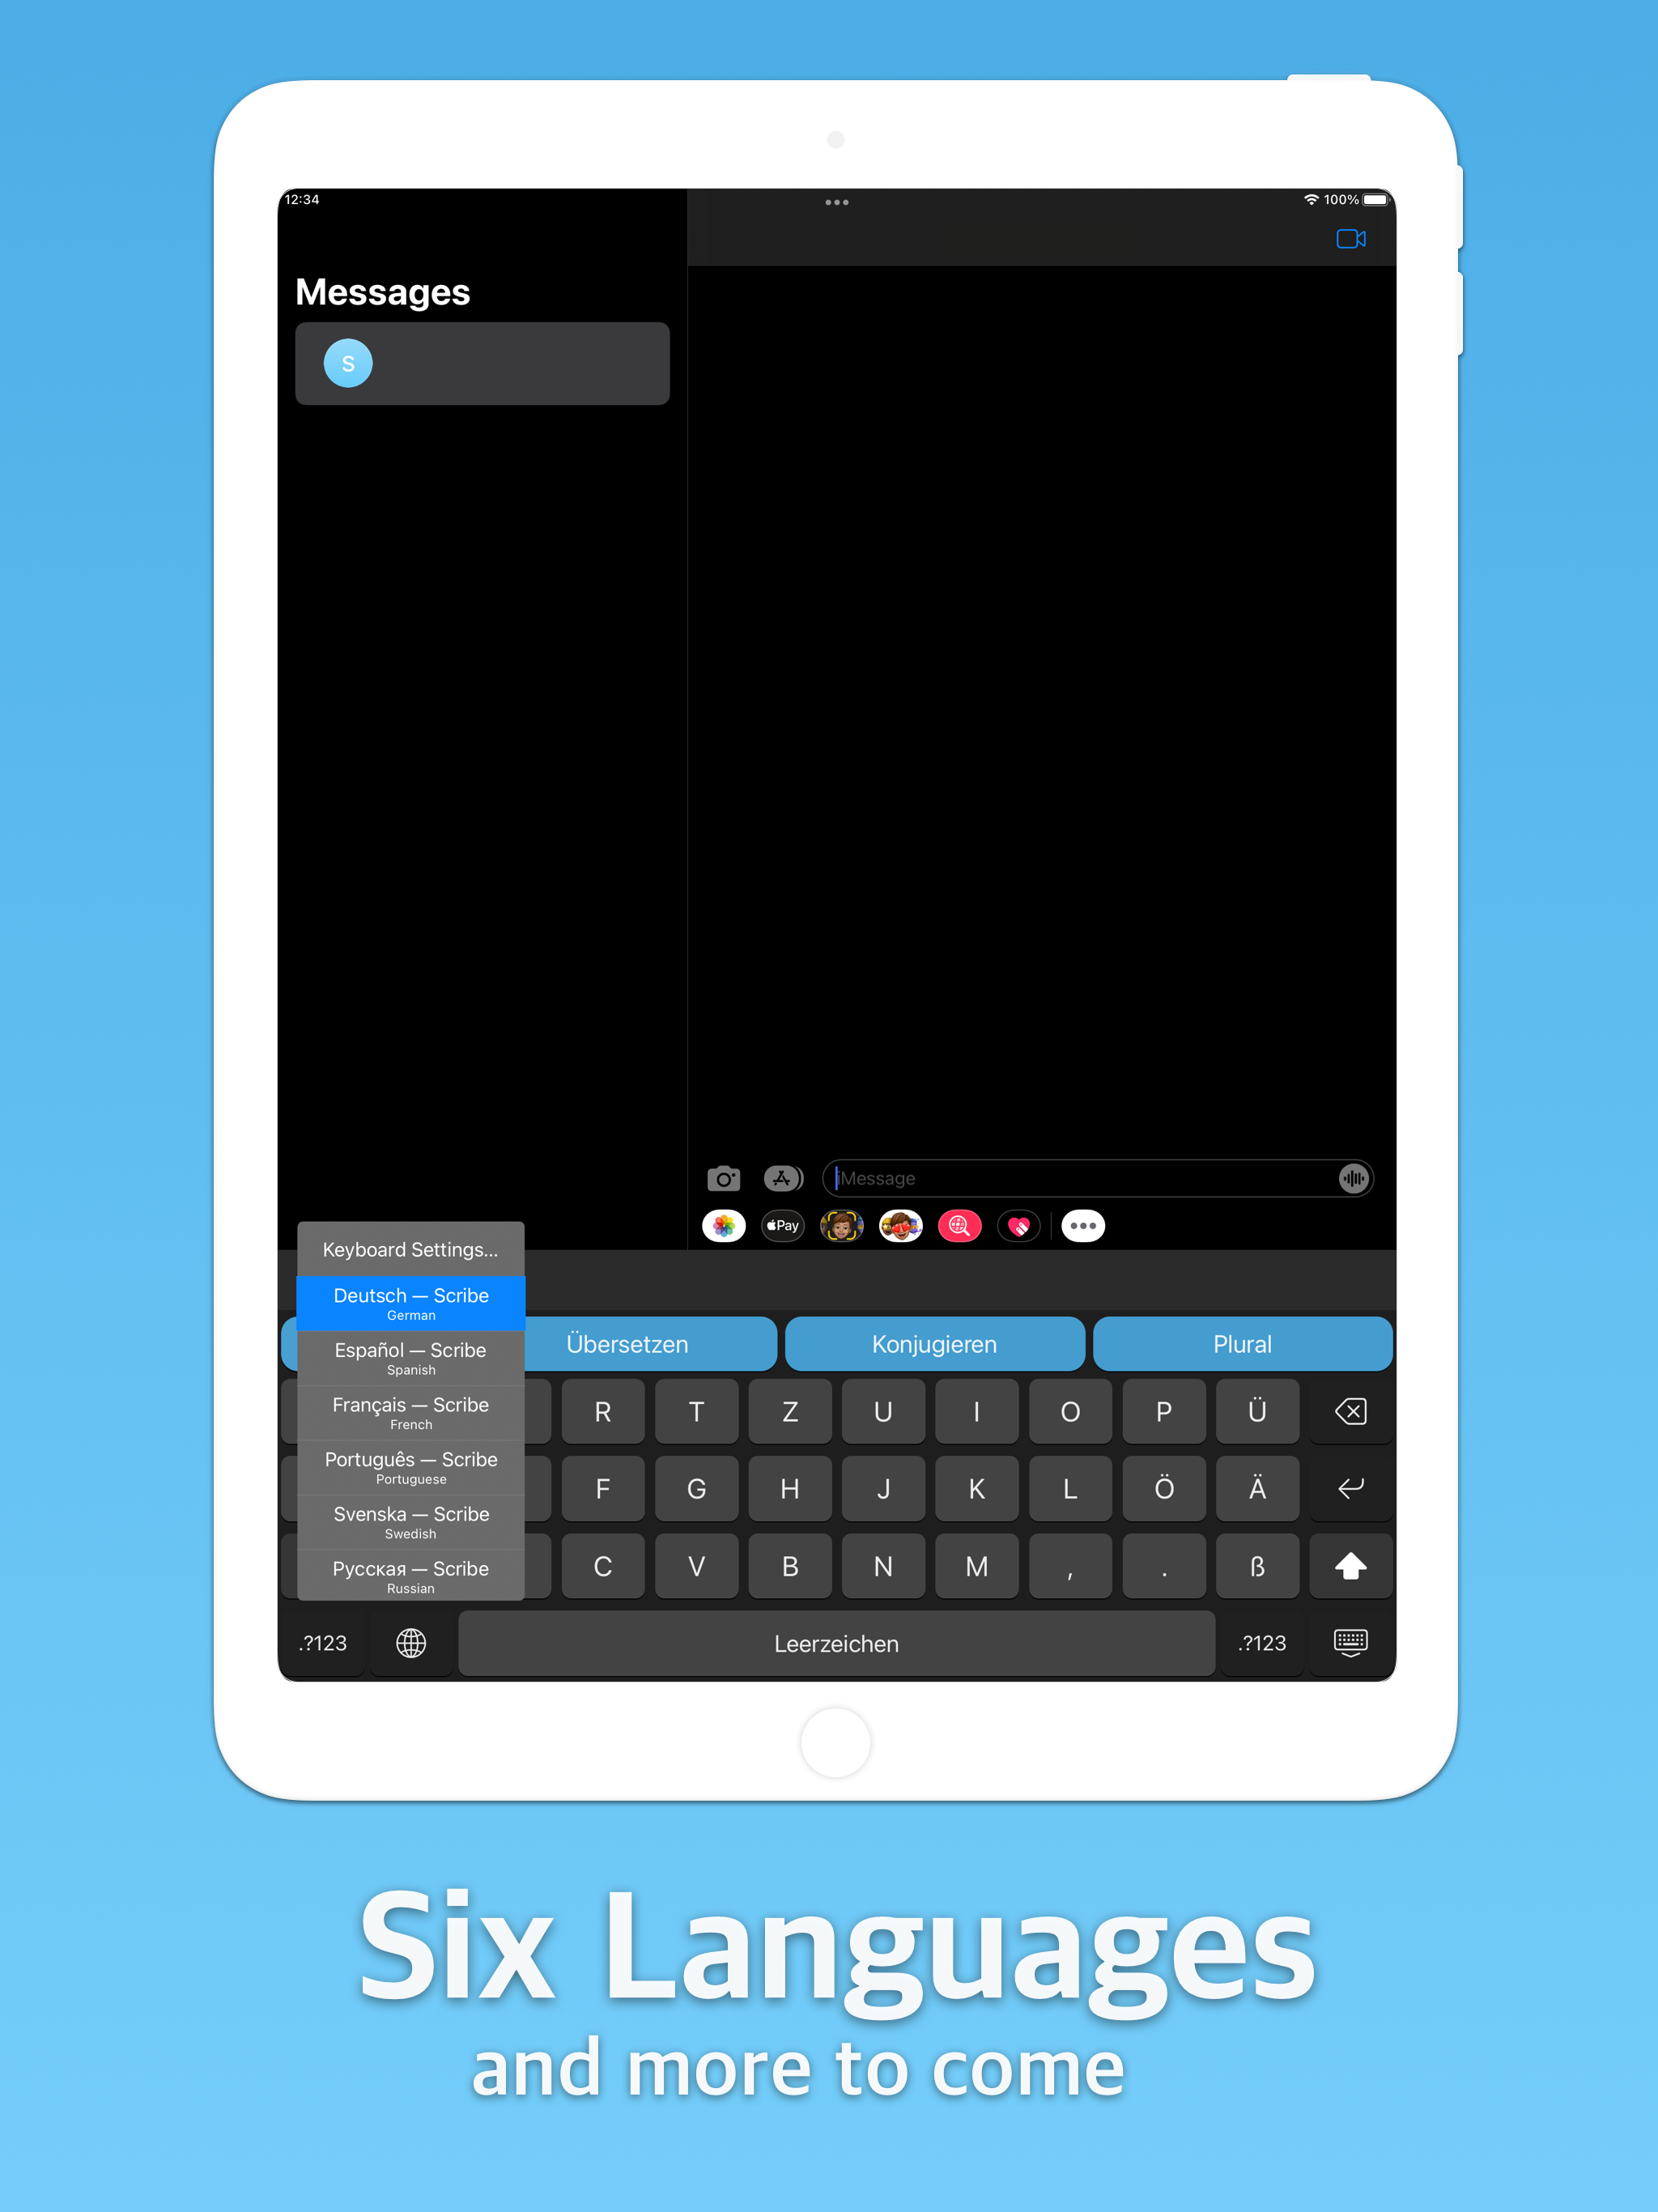 12:34
100%
Messages
S
iMessage
Pay
Keyboard Settings...
Deutsch — Scribe
German
Español — Scribe
Spanish
Français — Scribe
French
Português — Scribe
Portuguese
Svenska — Scribe
Swedish
Русская — Scribe
Russian
Übersetzen Konjugieren Plural
R T Z U I O P Ü
F G H J K L Ö Ä
C V B N M , . ß
.?123 Leerzeichen .?123
Six Languages
and more to come